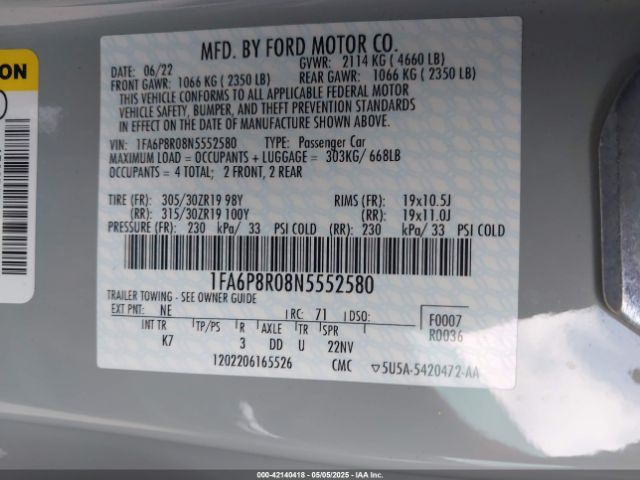 ON
MFD. BY FORD MOTOR CO.
DATE: 06/22 GVWR: 2114 KG ( 4660 LB)
FRONT GAWR: 1066 KG ( 2350 LB) REAR GAWR: 1066 KG ( 2350 LB)
THIS VEHICLE CONFORMS TO ALL APPLICABLE FEDERAL MOTOR
VEHICLE SAFETY, BUMPER, AND THEFT PREVENTION STANDARDS
IN EFFECT ON THE DATE OF MANUFACTURE SHOWN ABOVE.
VIN: 1FA6P8R08N5552580 TYPE: Passenger Car
MAXIMUM LOAD = OCCUPANTS + LUGGAGE = 303KG/ 668LB
OCCUPANTS = 4 TOTAL; 2 FRONT, 2 REAR
TIRE (FR): 305/30ZR19 98Y RIMS (FR): 19x10.5J
(RR): 315/30ZR19 100Y (RR): 19x11.0J
PRESSURE (FR): 230 kPa/ 33 PSI COLD (RR): 230 kPa/ 33 PSI COLD
1FA6P8R08N5552580
TRAILER TOWING - SEE OWNER GUIDE
EXT PNT: NE RC: 71 DSO: F0007
R0036
INT TR TP/PS R AXLE TR SPR
K7 3 DD U 22NV
1202206165526 CMC 5U5A-5420472-AA
000-42140418 - 05/05/2025 - IAAI.CA